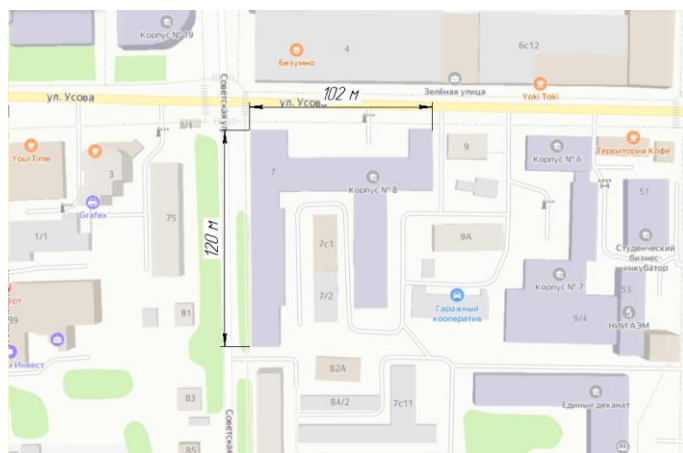 Корпус № 19
4
6с12
Безумно
Зелёная улица
Yoki Toki
102 м
ул. Усова
ул. Усов
Советская ул
3/1
YourTime
3
7
Корпус № 8
9
Корпус № 6
Территория Кофе
51
Grafex
75
1/1
120 м
7с1
9А
Студенческий
бизнес-
инкубатор
7/2
Гаражный
кооператив
Корпус № 7
53
81
9/4
НИИ АЭМ
99
Инвест
82А
83
84/2
7с11
Единый деканат
Советская
85